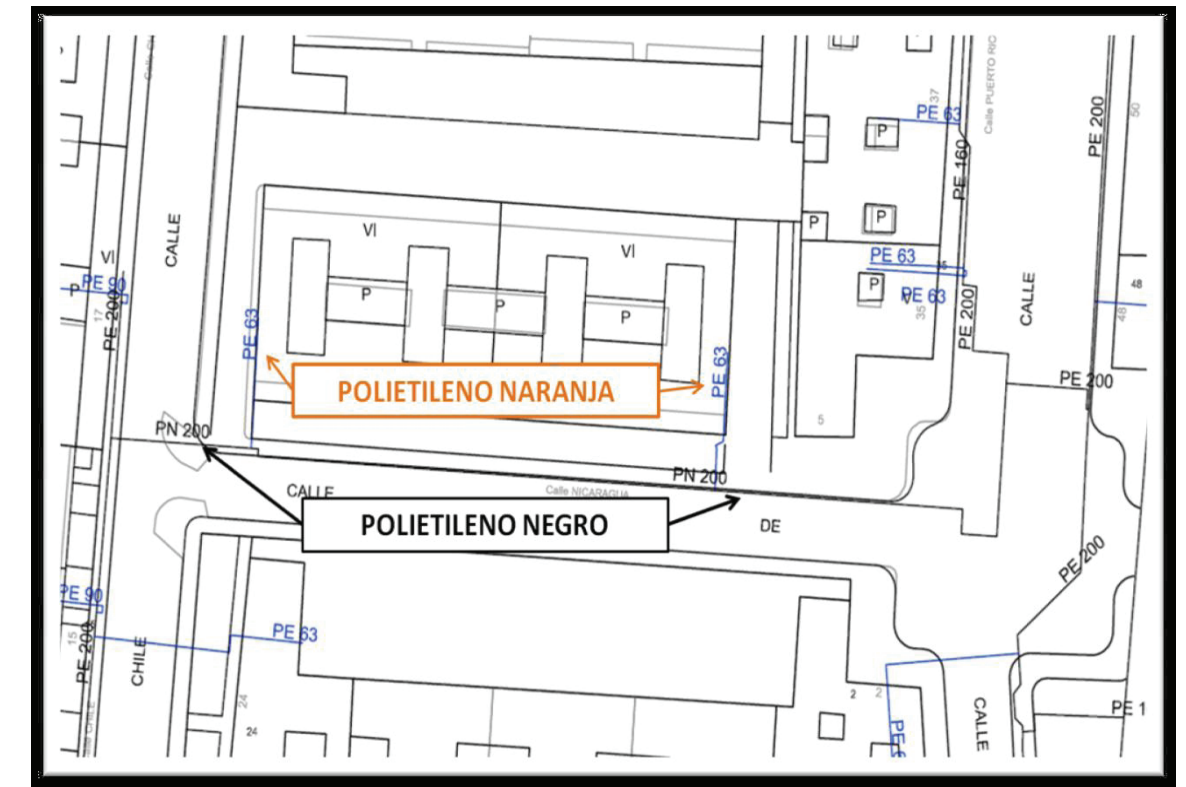 Calle PUERTO RIC
50
37
PE 63
PE 200
P
PE 160
P
P
CALLE
VI
VI
PE 63
35
VI
P
P
P
P
P
PE 63
CALLE
48
PE 90
P
PE 200
17
35
PE 200
48
PE 63
PE 63
PE 200
POLIETILENO NARANJA
5
PN 200
PN 200
CALLE
Calle NICARAGUA
POLIETILENO NEGRO
DE
PE 200
PE 90
PE 63
15
PE 200
CHILE
2
2
24
24
CALLE
PE 1